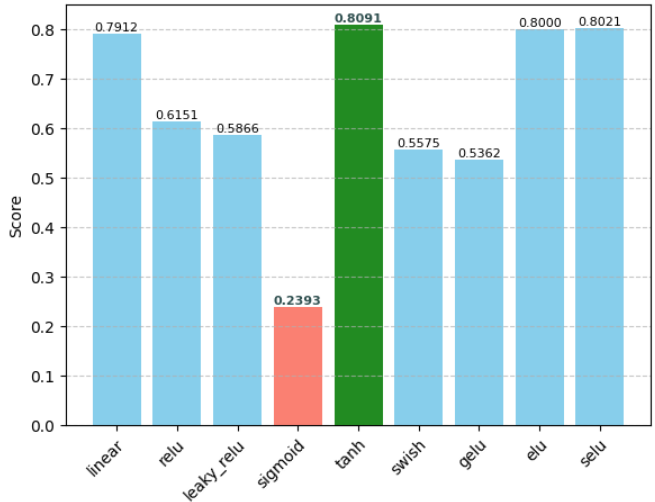 0.8091
0.7912
0.8000
0.8021
0.6151
0.5866
0.5575
0.5362
0.2393
Score
0.8
0.7
0.6
0.5
0.4
0.3
0.2
0.1
0.0
linear
relu
leaky_relu
sigmoid
tanh
swish
gelu
elu
selu